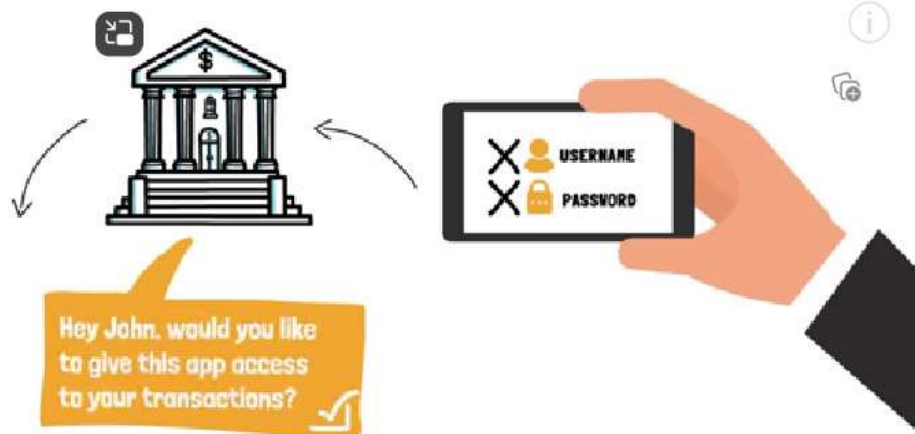 $
USERNAME
PASSWORD
Hey John, would you like
to give this app access
to your transactions?